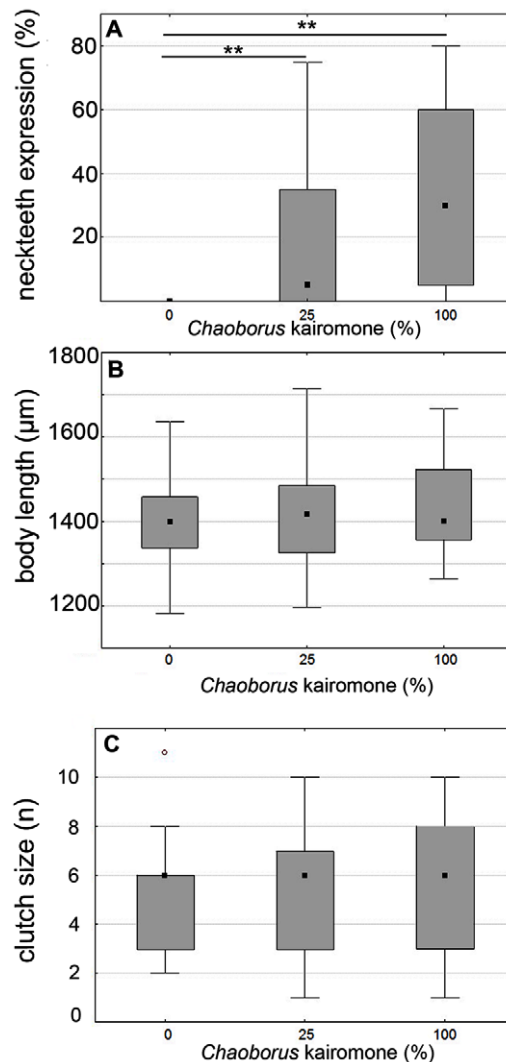 A
**
**
neckteeth expression (%)
80
60
40
20
0
25
100
Chaoborus kairomone (%)
B
body length (µm)
1800
1600
1400
1200
0
25
100
Chaoborus kairomone (%)
C
clutch size (n)
10
8
6
4
2
0
0
25
100
Chaoborus kairomone (%)